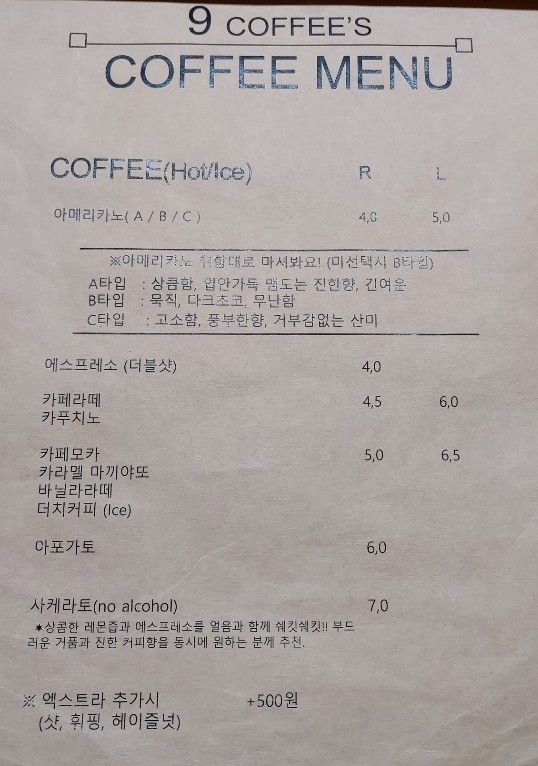 9 COFFEE'S
COFFEE MENU
COFFEE(Hot/Ice) R L
아메리카노( A / B / C ) 4,0 5,0
※아메리카노 취향대로 마셔봐요! (미선택시 B타입)
A타입 : 상큼함, 입안가득 맴도는 진한향, 긴여운
B타입 : 묵직, 다크초코, 무난함
C타입 : 고소함, 풍부한향, 거부감없는 산미
에스프레소 (더블샷) 4,0
카페라떼 4,5 6,0
카푸치노
카페모카 5,0 6,5
카라멜 마끼야또
바닐라라떼
더치커피 (Ice)
아포가토 6,0
사케라토(no alcohol) 7,0
★상콤한 레몬즙과 에스프레소를 얼음과 함께 쉐킷쉐킷!! 부드
러운 거품과 진한 커피향을 동시에 원하는 분께 추천.
※ 엑스트라 추가시 +500원
(샷, 휘핑, 헤이즐넛)